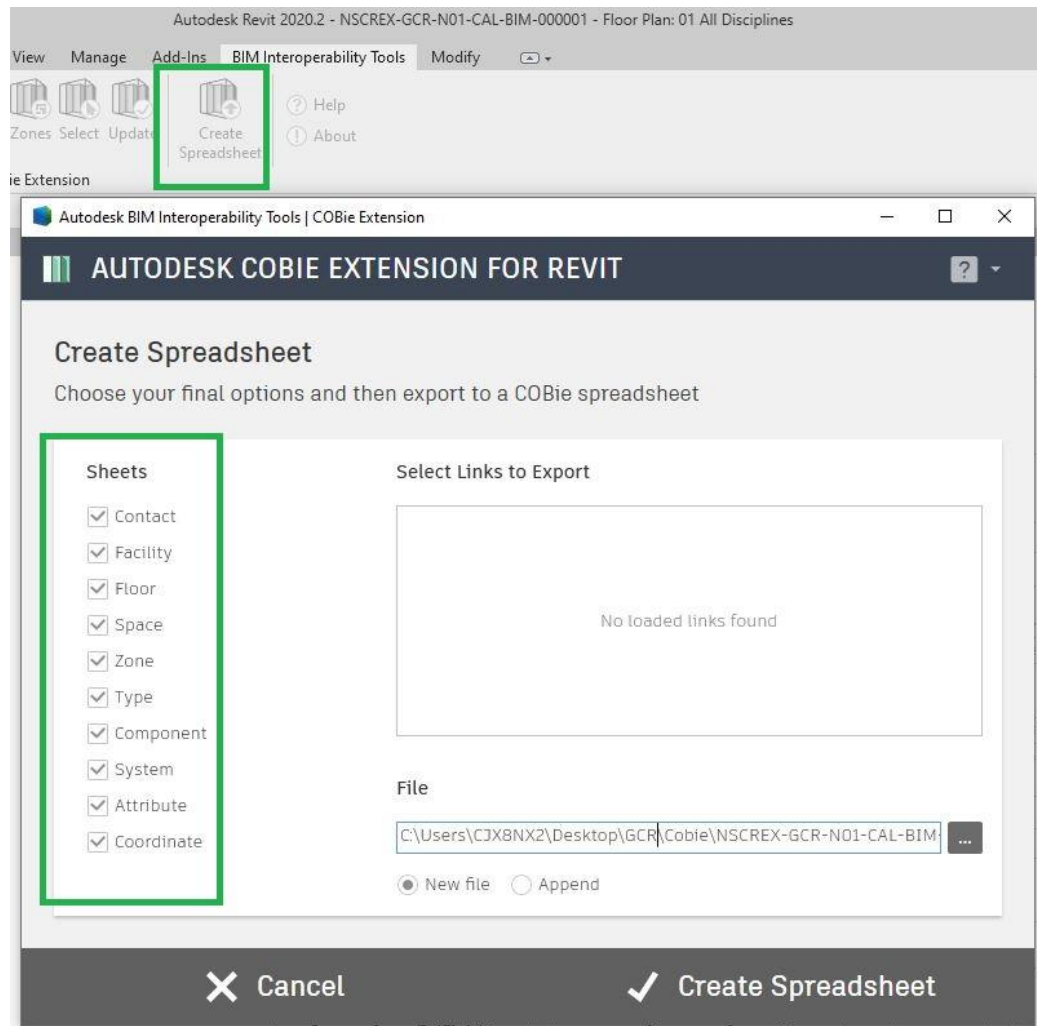 Autodesk Revit 2020.2 - NSCREX-GCR-N01-CAL-BIM-000001 - Floor Plan: 01 All Disciplines
View Manage Add-Ins BIM Interoperability Tools Modify
Zones Select Update Create Spreadsheet
? Help
! About
ie Extension
Autodesk BIM Interoperability Tools | COBie Extension
AUTODESK COBIE EXTENSION FOR REVIT ?
Create Spreadsheet
Choose your final options and then export to a COBie spreadsheet
Sheets
Contact
Facility
Floor
Space
Zone
Type
Component
System
Attribute
Coordinate
Select Links to Export
No loaded links found
File
C:\Users\CJX8NX2\Desktop\GCR\Cobie\NSCREX-GCR-N01-CAL-BIM- ...
New file Append
Cancel Create Spreadsheet